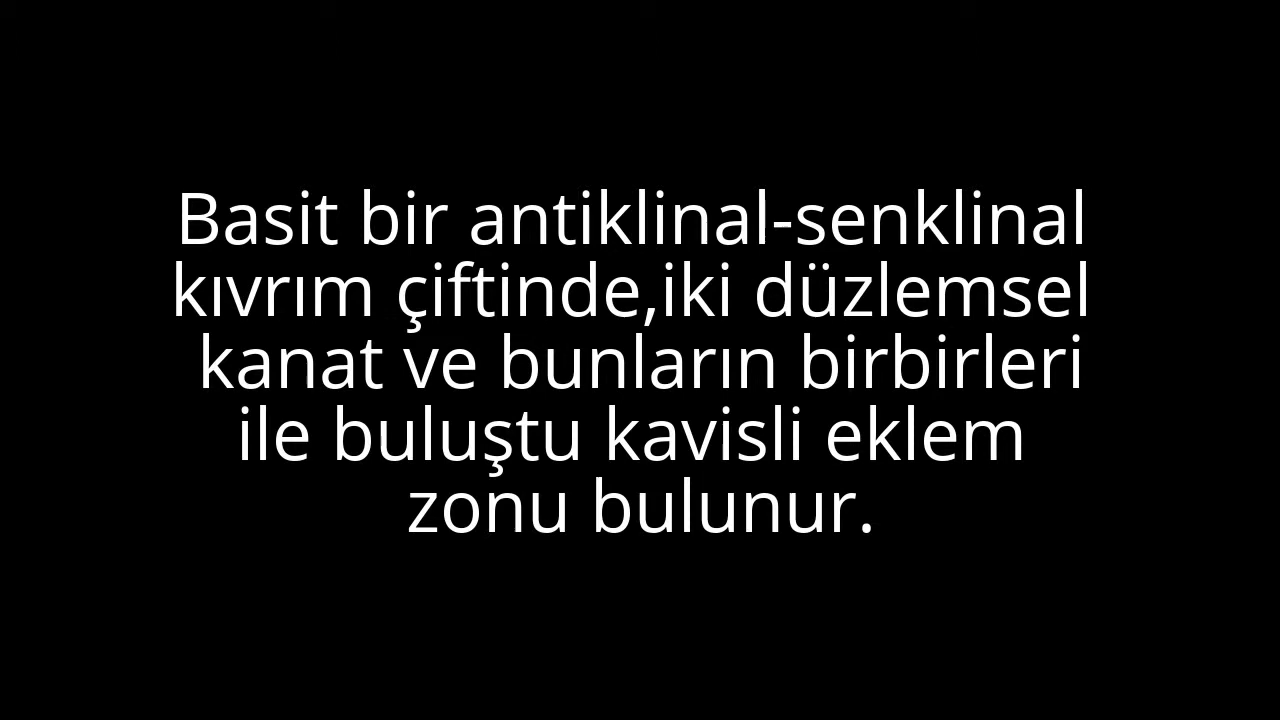 Basit bir antiklinal-senklinal
kıvrım çiftinde,iki düzlemsel
kanat ve bunların birbirleri
ile buluştu kavisli eklem
zonu bulunur.